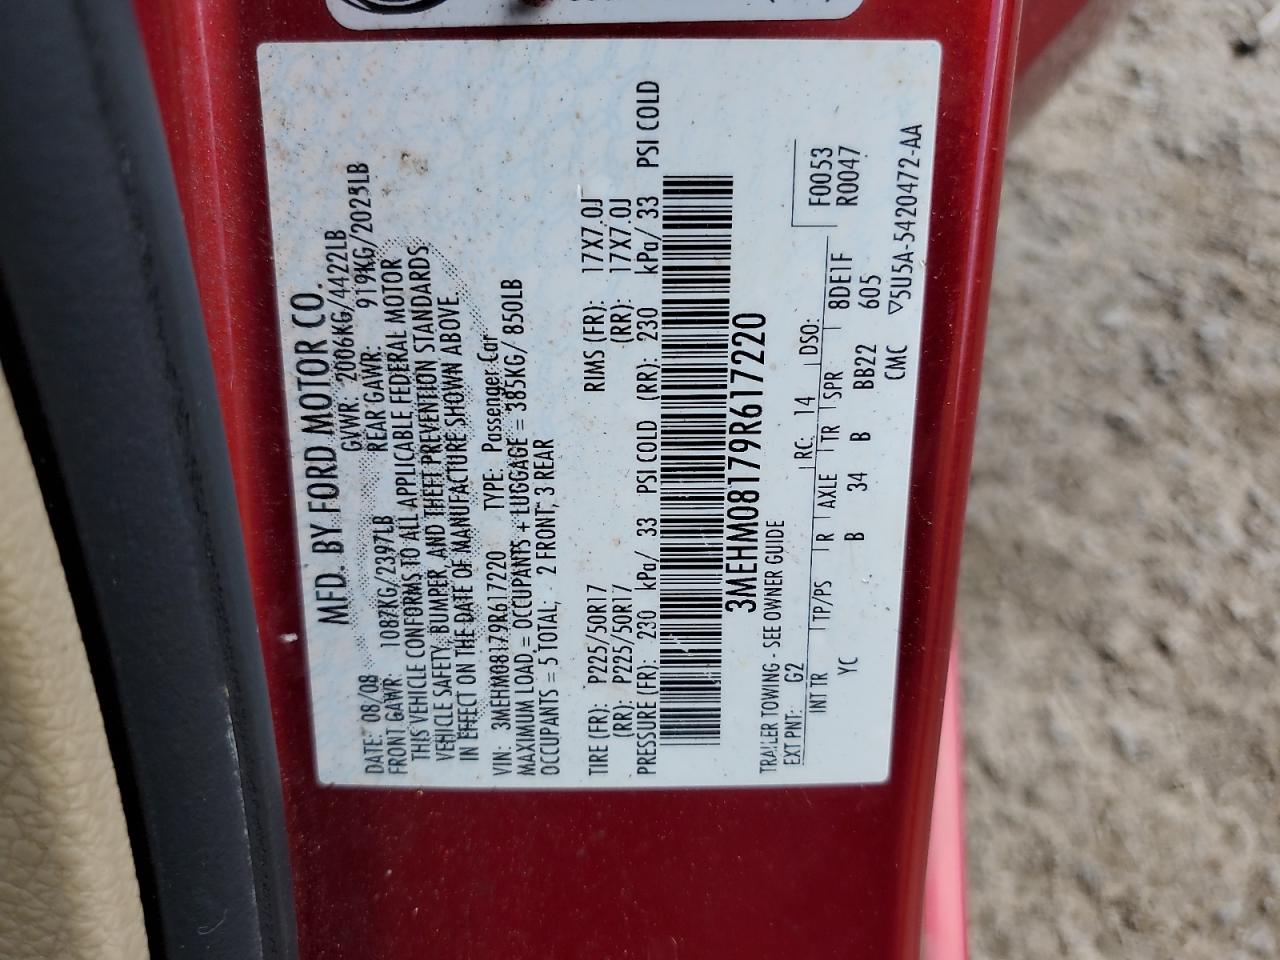 MFD. BY FORD MOTOR CO.
DATE: 08/08 GVWR: 2006KG/4422LB
FRONT GAWR: 1087KG/2397LB REAR GAWR: 919KG/2025LB
THIS VEHICLE CONFORMS TO ALL APPLICABLE FEDERAL MOTOR
VEHICLE SAFETY, BUMPER, AND THEFT PREVENTION STANDARDS
IN EFFECT ON THE DATE OF MANUFACTURE SHOWN ABOVE.
VIN: 3MEHM08179R617220 TYPE: Passenger Car
MAXIMUM LOAD = OCCUPANTS + LUGGAGE = 385KG/ 850LB
OCCUPANTS = 5 TOTAL, 2 FRONT, 3 REAR
TIRE (FR): P225/50R17 RIMS (FR): 17X7.0J
(RR): P225/50R17 (RR): 17X7.0J
PRESSURE (FR): 230 kPa/ 33 PSI COLD (RR): 230 kPa/ 33 PSI COLD
3MEHM08179R617220
TRAILER TOWING - SEE OWNER GUIDE
EXT PNT: G2 RC: 14 DSO: F0053
INT TR TP/PS R AXLE TR SPR 8DE1F R0047
YC B 34 B BB22 605
CMC ▽5U5A-5420472-AA